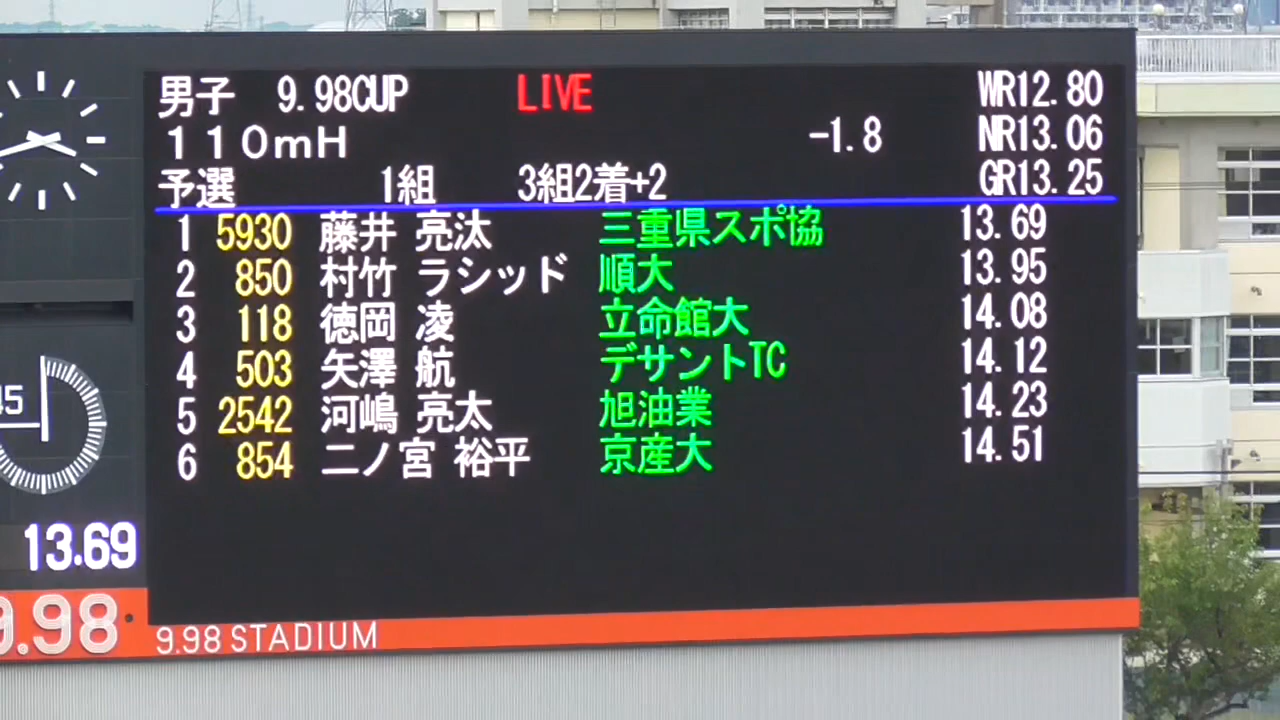 男子 9.98CUP LIVE WR12.80
110mH -1.8 NR13.06
予選 1組 3組2着+2 GR13.25
1 5930 藤井 亮汰 三重県スポ協 13.69
2 850 村竹 ラシッド 順大 13.95
3 118 徳岡 凌 立命館大 14.08
4 503 矢澤 航 デサントTC 14.12
5 2542 河嶋 亮太 旭油業 14.23
6 854 二ノ宮 裕平 京産大 14.51
45
13.69
9.98
9.98 STADIUM